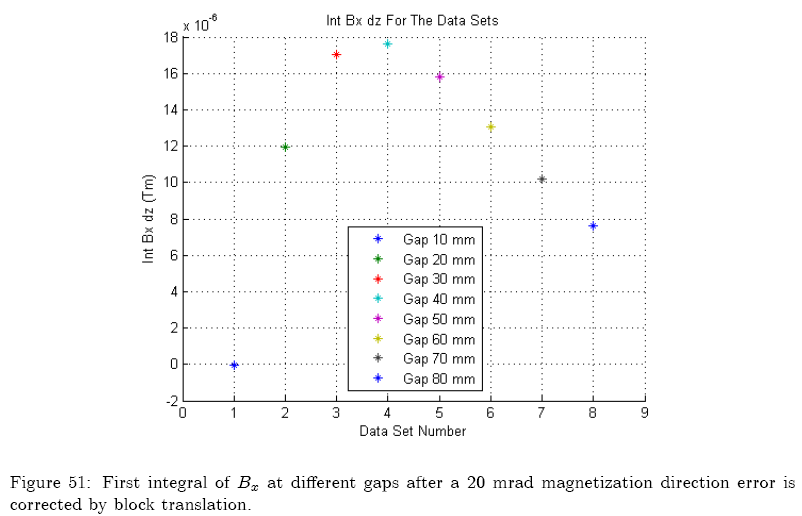 Int Bx dz For The Data Sets
x 10^-6
18
16
14
12
10
8
6
4
2
0
-2
Int Bx dz (Tm)
Gap 10 mm
Gap 20 mm
Gap 30 mm
Gap 40 mm
Gap 50 mm
Gap 60 mm
Gap 70 mm
Gap 80 mm
0 1 2 3 4 5 6 7 8 9
Data Set Number
Figure 51: First integral of Bx at different gaps after a 20 mrad magnetization direction error is
corrected by block translation.